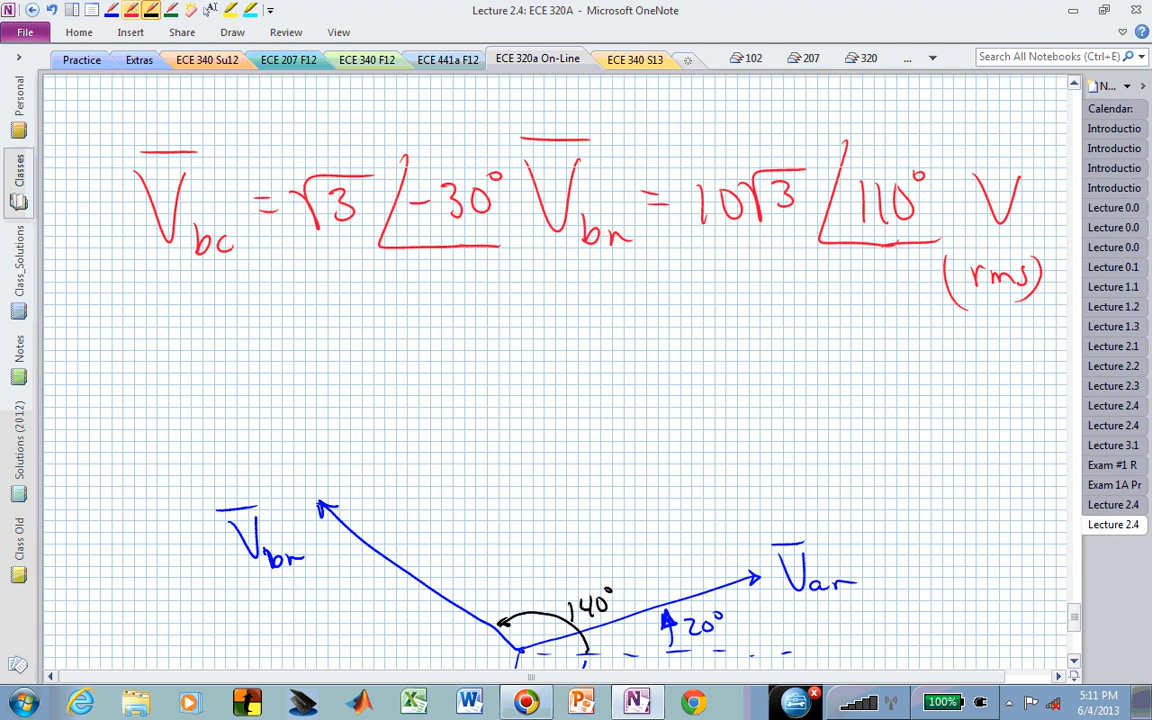 Lecture 2.4: ECE 320A - Microsoft OneNote
File Home Insert Share Draw Review View
Practice Extras ECE 340 Su12 ECE 207 F12 ECE 340 F12 ECE 441a F12 ECE 320a On-Line ECE 340 S13 102 207 320 ... Search All Notebooks (Ctrl+E)
Personal
Classes
Class_Solutions
Notes
Solutions (2012)
Class Old
N...
Calendar:
Introductio
Introductio
Introductio
Introductio
Lecture 0.0
Lecture 0.0
Lecture 0.0
Lecture 0.1
Lecture 1.1
Lecture 1.2
Lecture 1.3
Lecture 2.1
Lecture 2.2
Lecture 2.3
Lecture 2.4
Lecture 2.4
Lecture 3.1
Exam #1 R
Exam 1A Pr
Lecture 2.4
Lecture 2.4
V̅bc = √3 ∠-30° V̅bn = 10√3 ∠110° V
(rms)
V̅bn
V̅an
140°
20°
100%
5:11 PM
6/4/2013